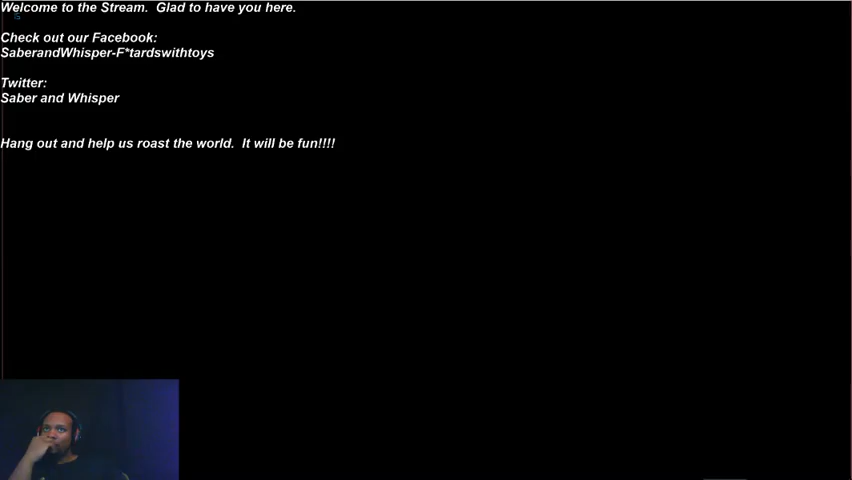 Welcome to the Stream.  Glad to have you here.
Check out our Facebook:
SaberandWhisper-F*tardswithtoys
Twitter:
Saber and Whisper
Hang out and help us roast the world.  It will be fun!!!!